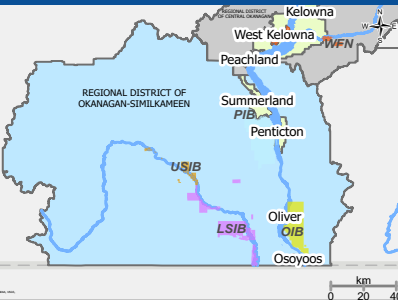 Kelowna
REGIONAL DISTRICT
OF CENTRAL OKANAGAN
N
W E
S
West Kelowna
WFN
Peachland
REGIONAL DISTRICT OF
OKANAGAN-SIMILKAMEEN
Summerland
PIB
Penticton
USIB
Oliver
LSIB
OIB
Osoyoos
km
0 20 40